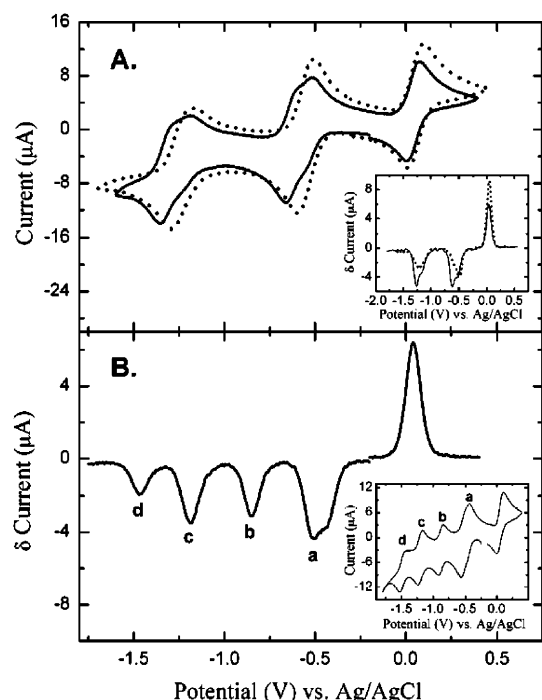 A.
Current (µA)
16
8
0
-8
-16
-24
δ Current (µA)
8
4
0
-4
-2.0 -1.5 -1.0 -0.5 0.0 0.5
Potential (V) vs. Ag/AgCl
B.
δ Current (µA)
4
0
-4
-8
d c b a
Current (µA)
12
6
0
-6
-12
d c b a
-1.5 -1.0 -0.5 0.0
Potential (V) vs. Ag/AgCl
-1.5 -1.0 -0.5 0.0 0.5
Potential (V) vs. Ag/AgCl